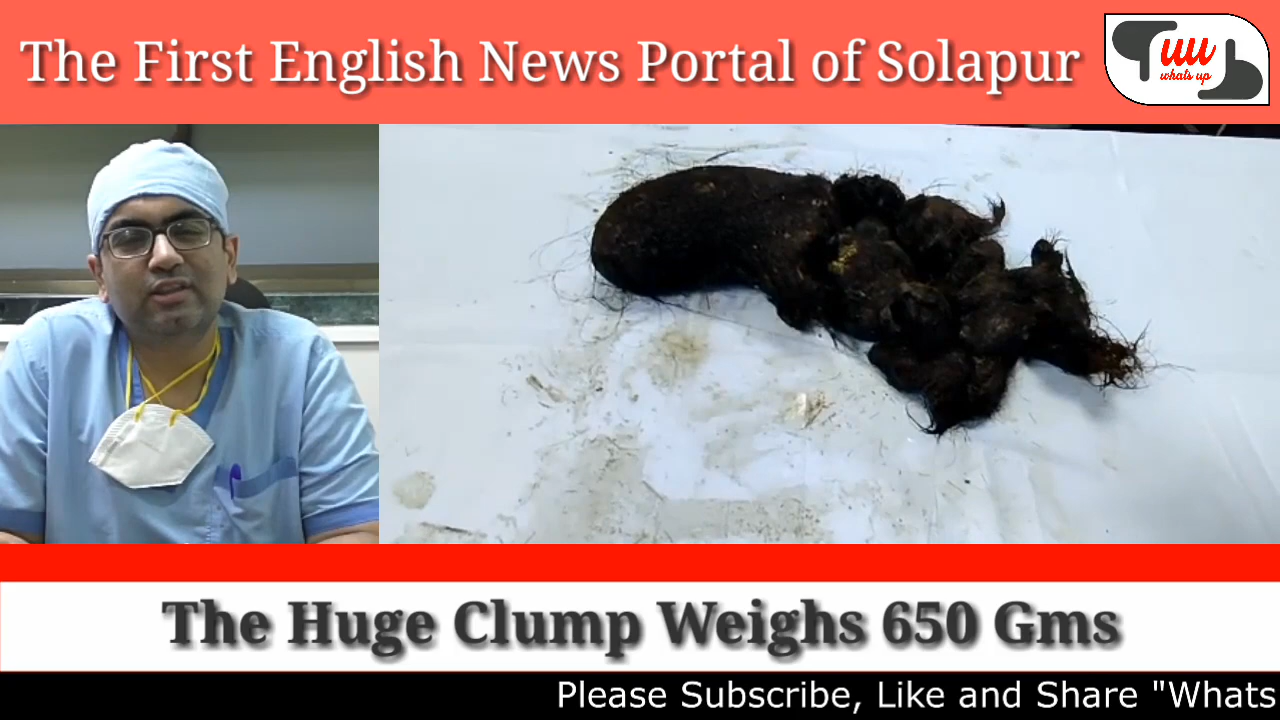 The First English News Portal of Solapur
uu
whats up
The Huge Clump Weighs 650 Gms
Please Subscribe, Like and Share "Whats